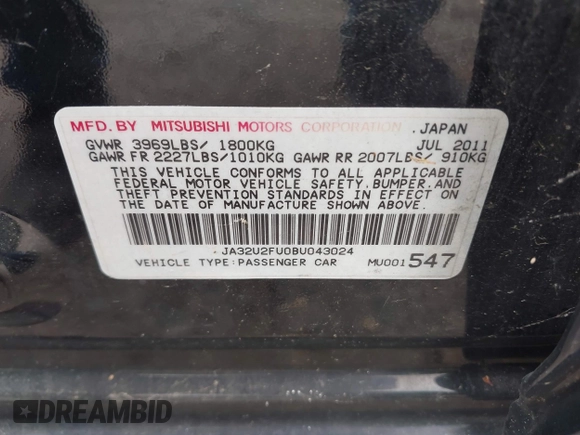 MFD.BY MITSUBISHI MOTORS CORPORATION .JAPAN
GVWR 3969LBS/ 1800KG JUL 2011
GAWR FR 2227LBS/1010KG GAWR RR 2007LBS/ 910KG
THIS VEHICLE CONFORMS TO ALL APPLICABLE
FEDERAL MOTOR VEHICLE SAFETY.BUMPER.AND
THEFT PREVENTION STANDARDS IN EFFECT ON
THE DATE OF MANUFACTURE SHOWN ABOVE.
JA32U2FU0BU043024
VEHICLE TYPE:PASSENGER CAR MU001547
DREAMBID